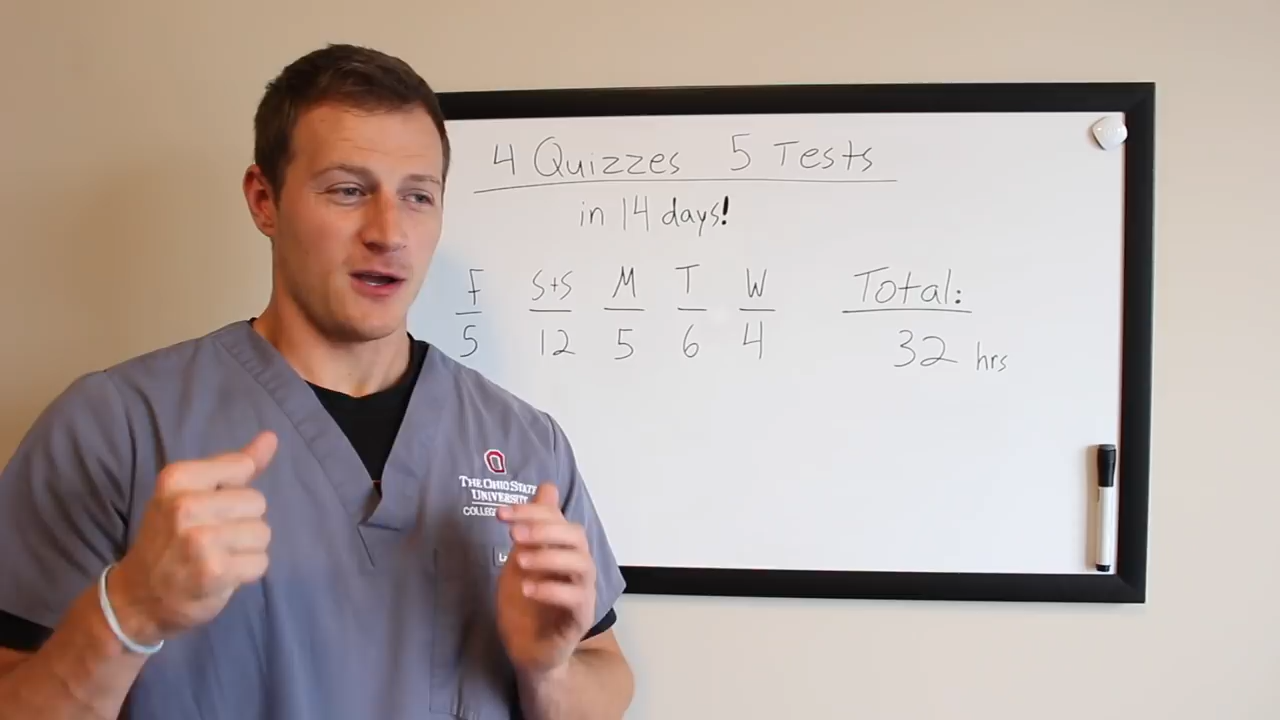 4 Quizzes 5 Tests
in 14 days!
F S+S M T W Total:
5 12 5 6 4 32 hrs
THE OHIO STATE
UNIVERSITY